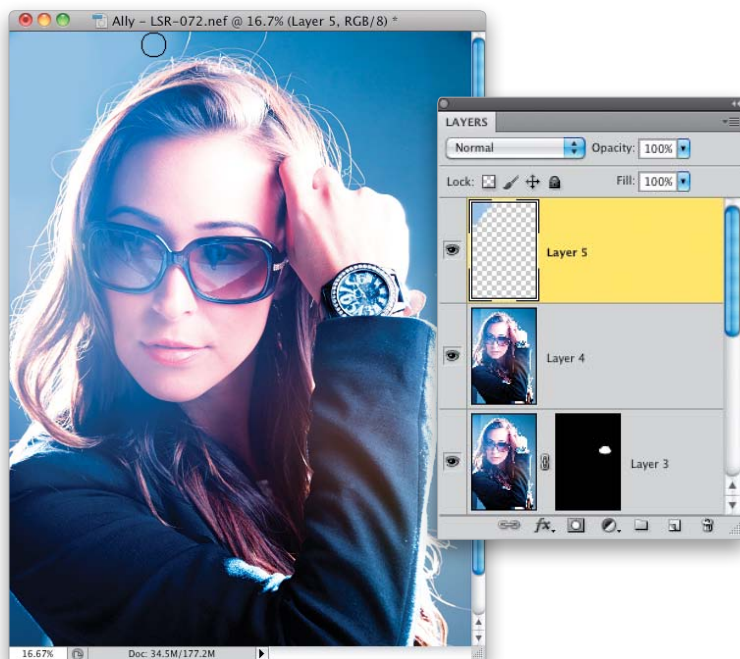 Ally – LSR-072.nef @ 16.7% (Layer 5, RGB/8) *
LAYERS
Normal Opacity: 100%
Lock: Fill: 100%
Layer 5
Layer 4
Layer 3
fx.
16.67% Doc: 34.5M/177.2M